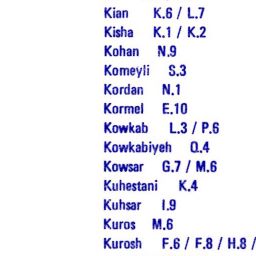 Kian K.6 / L.7
Kisha K.1 / K.2
Kohan N.9
Komeyli S.3
Kordan N.1
Kormel E.10
Kowkab L.3 / P.6
Kowkabiyeh Q.4
Kowsar G.7 / M.6
Kuhestani K.4
Kuhsar I.9
Kuros M.6
Kurosh F.6 / F.8 / H.8 /